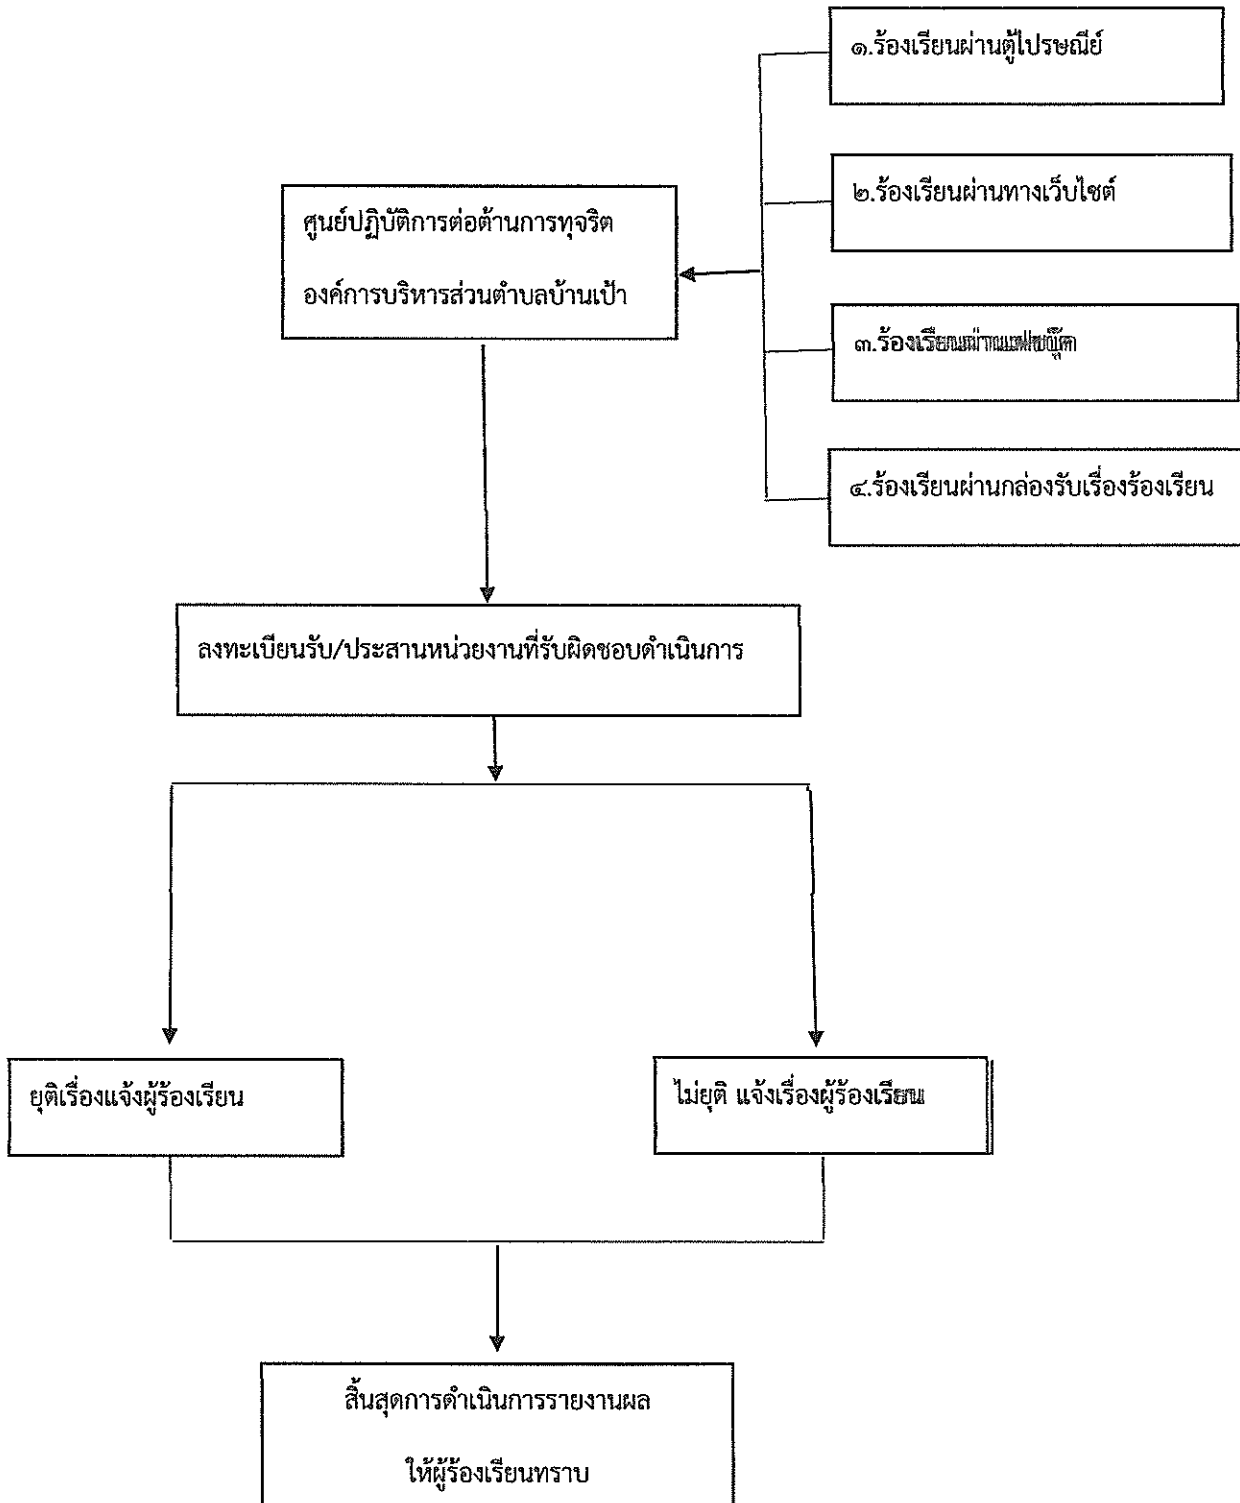 ๑.ร้องเรียนผ่านตู้ไปรษณีย์
๒.ร้องเรียนผ่านทางเว็บไซต์
ศูนย์ปฏิบัติการต่อต้านการทุจริต
องค์การบริหารส่วนตำบลบ้านเป้า
๓.ร้องเรียนผ่าน
๔.ร้องเรียนผ่านกล่องรับเรื่องร้องเรียน
ลงทะเบียนรับ/ประสานหน่วยงานที่รับผิดชอบดำเนินการ
ยุติเรื่องแจ้งผู้ร้องเรียน
ไม่ยุติ แจ้งเรื่องผู้ร้องเรียน
สิ้นสุดการดำเนินการรายงานผล
ให้ผู้ร้องเรียนทราบ